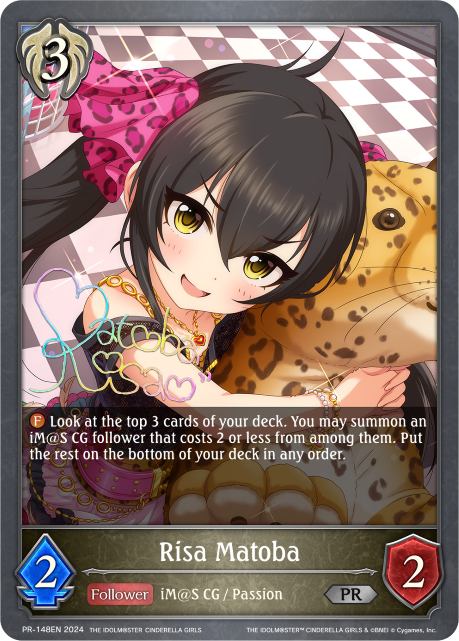 3
Matoba
Risa
F Look at the top 3 cards of your deck. You may summon an
iM@S CG follower that costs 2 or less from among them. Put
the rest on the bottom of your deck in any order.
Risa Matoba
2
Follower iM@S CG / Passion
PR
2
PR-148EN 2024 THE IDOLM@STER CINDERELLA GIRLS
THE IDOLM@STER™ CINDERELLA GIRLS & ©BNEI © Cygames, Inc.